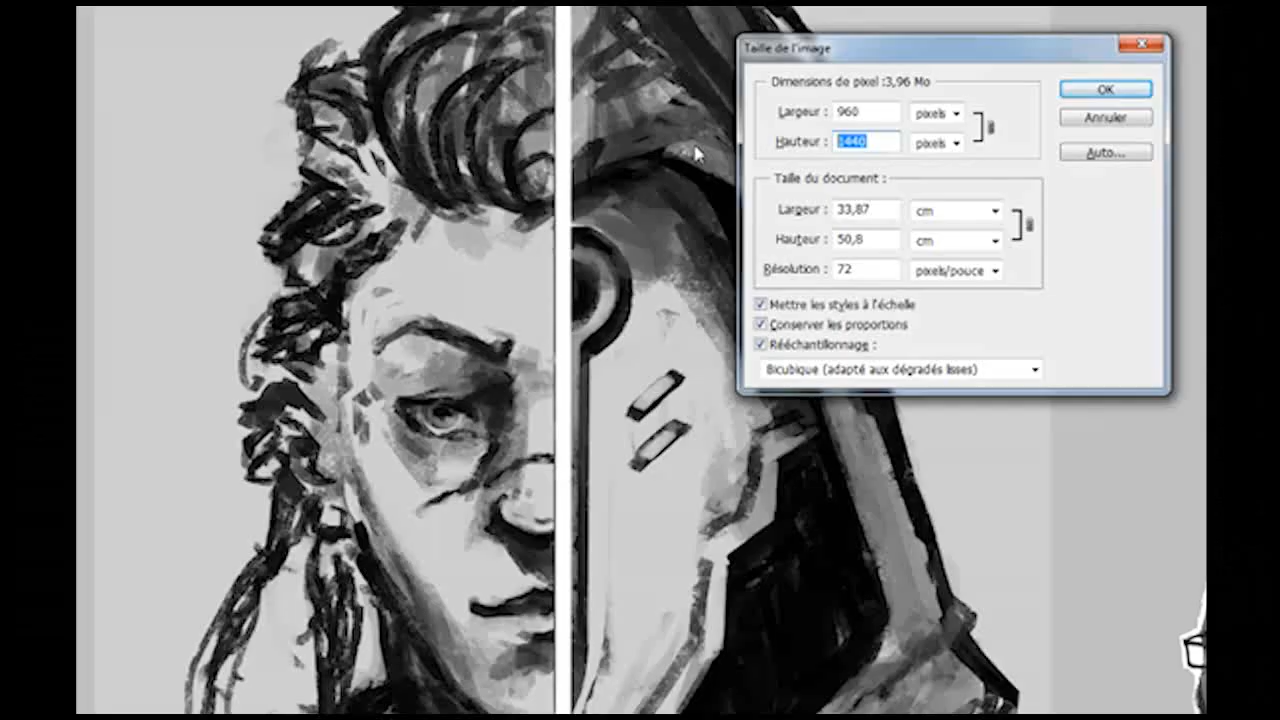 Taille de l'image
Dimensions de pixel :3,96 Mo
Largeur : 960 pixels
Hauteur : 1440 pixels
OK
Annuler
Auto...
Taille du document :
Largeur : 33,87 cm
Hauteur : 50,8 cm
Résolution : 72 pixels/pouce
Mettre les styles à l'échelle
Conserver les proportions
Rééchantillonnage :
Bicubique (adapté aux dégradés lisses)